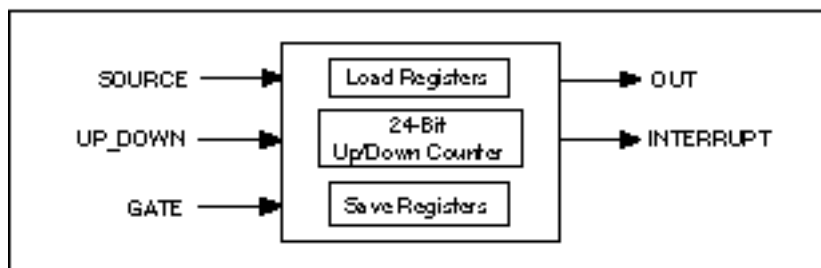 SOURCE
UP_DOWN
GATE
Load Registers
24-Bit
Up/Down Counter
Save Registers
OUT
INTERRUPT